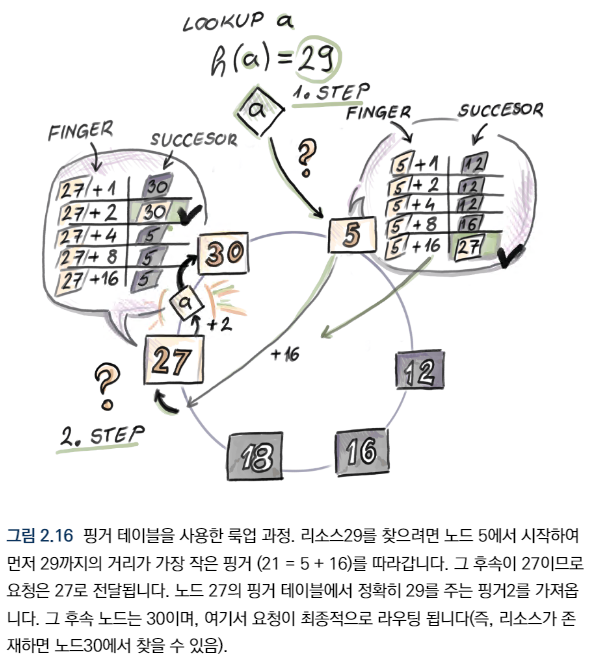 LOOKUP a
h(a) = 29
1. STEP
a
?
FINGER SUCCESOR
5 +1 12
5 +2 12
5 +4 12
5 +8 16
5 +16 27
FINGER SUCCESOR
27 +1 30
27 +2 30
27 +4 5
27 +8 5
27 +16 5
30
5
a
+2
27
+16
12
?
2. STEP
18
16
그림 2.16 핑거 테이블을 사용한 룩업 과정. 리소스29를 찾으려면 노드 5에서 시작하여
먼저 29까지의 거리가 가장 작은 핑거 (21 = 5 + 16)를 따라갑니다. 그 후속이 27이므로
요청은 27로 전달됩니다. 노드 27의 핑거 테이블에서 정확히 29를 주는 핑거2를 가져옵
니다. 그 후속 노드는 30이며, 여기서 요청이 최종적으로 라우팅 됩니다(즉, 리소스가 존
재하면 노드30에서 찾을 수 있음).